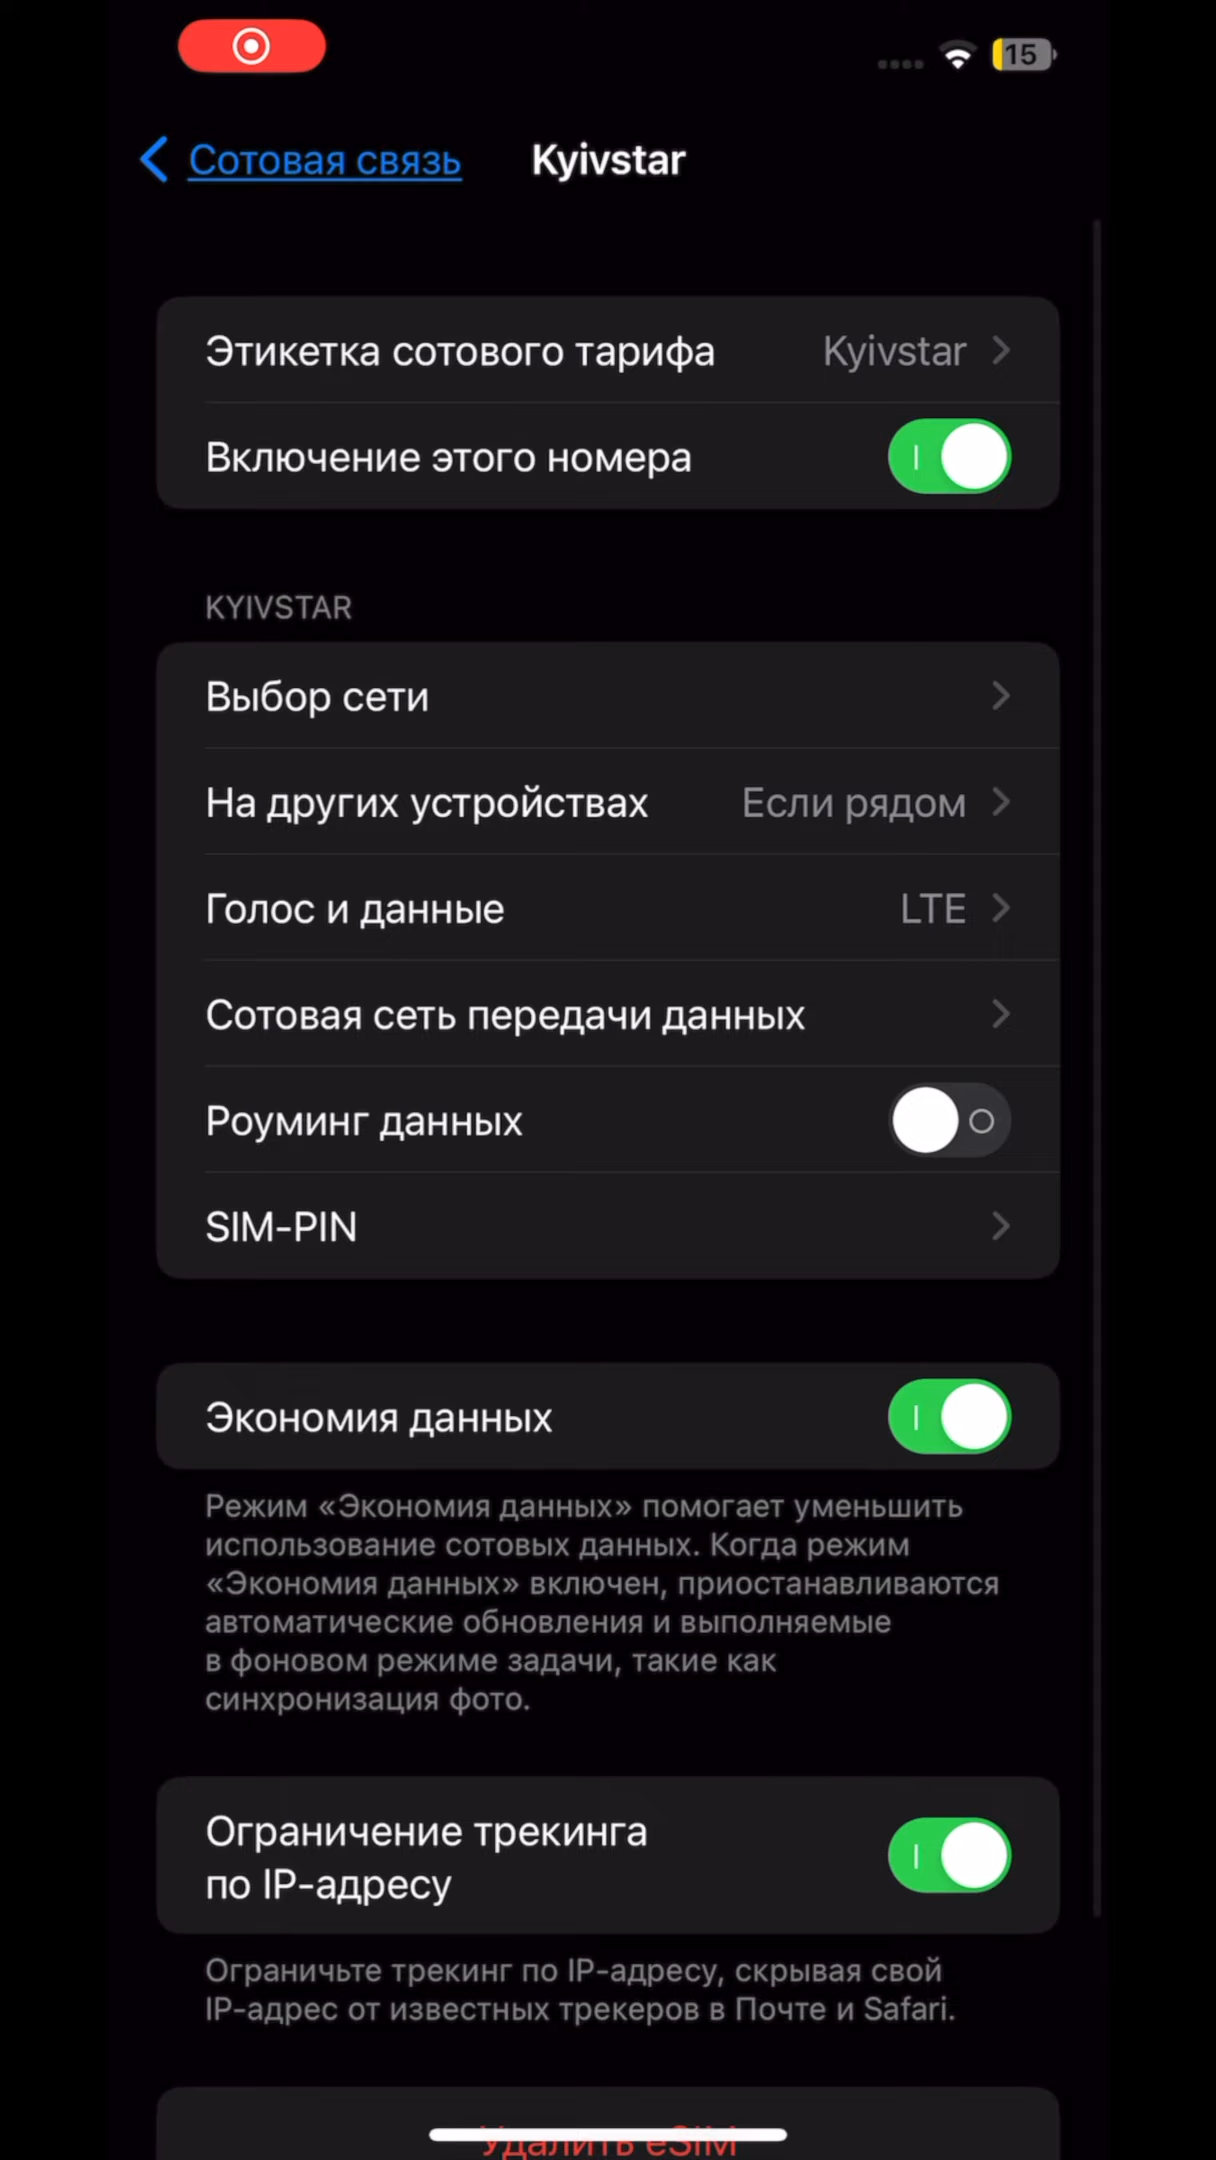 15
Сотовая связь
Kyivstar
Этикетка сотового тарифа Kyivstar
Включение этого номера
KYIVSTAR
Выбор сети
На других устройствах Если рядом
Голос и данные LTE
Сотовая сеть передачи данных
Роуминг данных
SIM-PIN
Экономия данных
Режим «Экономия данных» помогает уменьшить
использование сотовых данных. Когда режим
«Экономия данных» включен, приостанавливаются
автоматические обновления и выполняемые
в фоновом режиме задачи, такие как
синхронизация фото.
Ограничение трекинга
по IP-адресу
Ограничьте трекинг по IP-адресу, скрывая свой
IP-адрес от известных трекеров в Почте и Safari.
Удалить eSIM